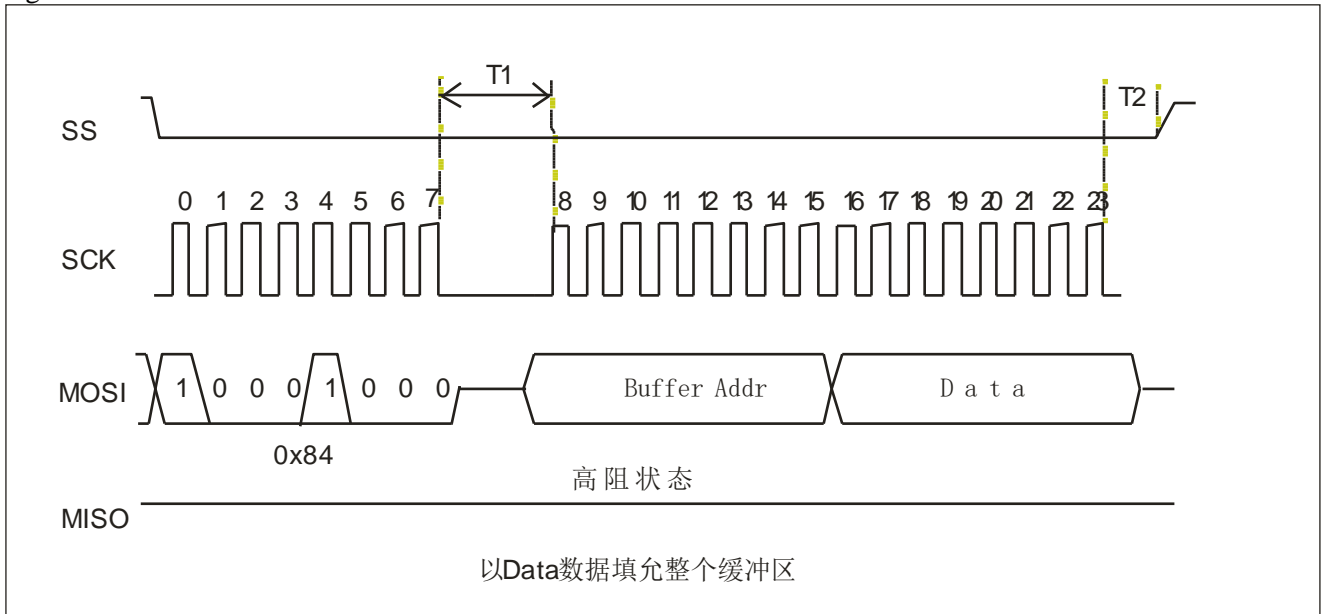 T1
T2
SS
0 1 2 3 4 5 6 7 8 9 10 11 12 13 14 15 16 17 18 19 20 21 22 23
SCK
MOSI 1 0 0 0 1 0 0 0 Buffer Addr Data
0x84
高阻状态
MISO
以Data数据填允整个缓冲区